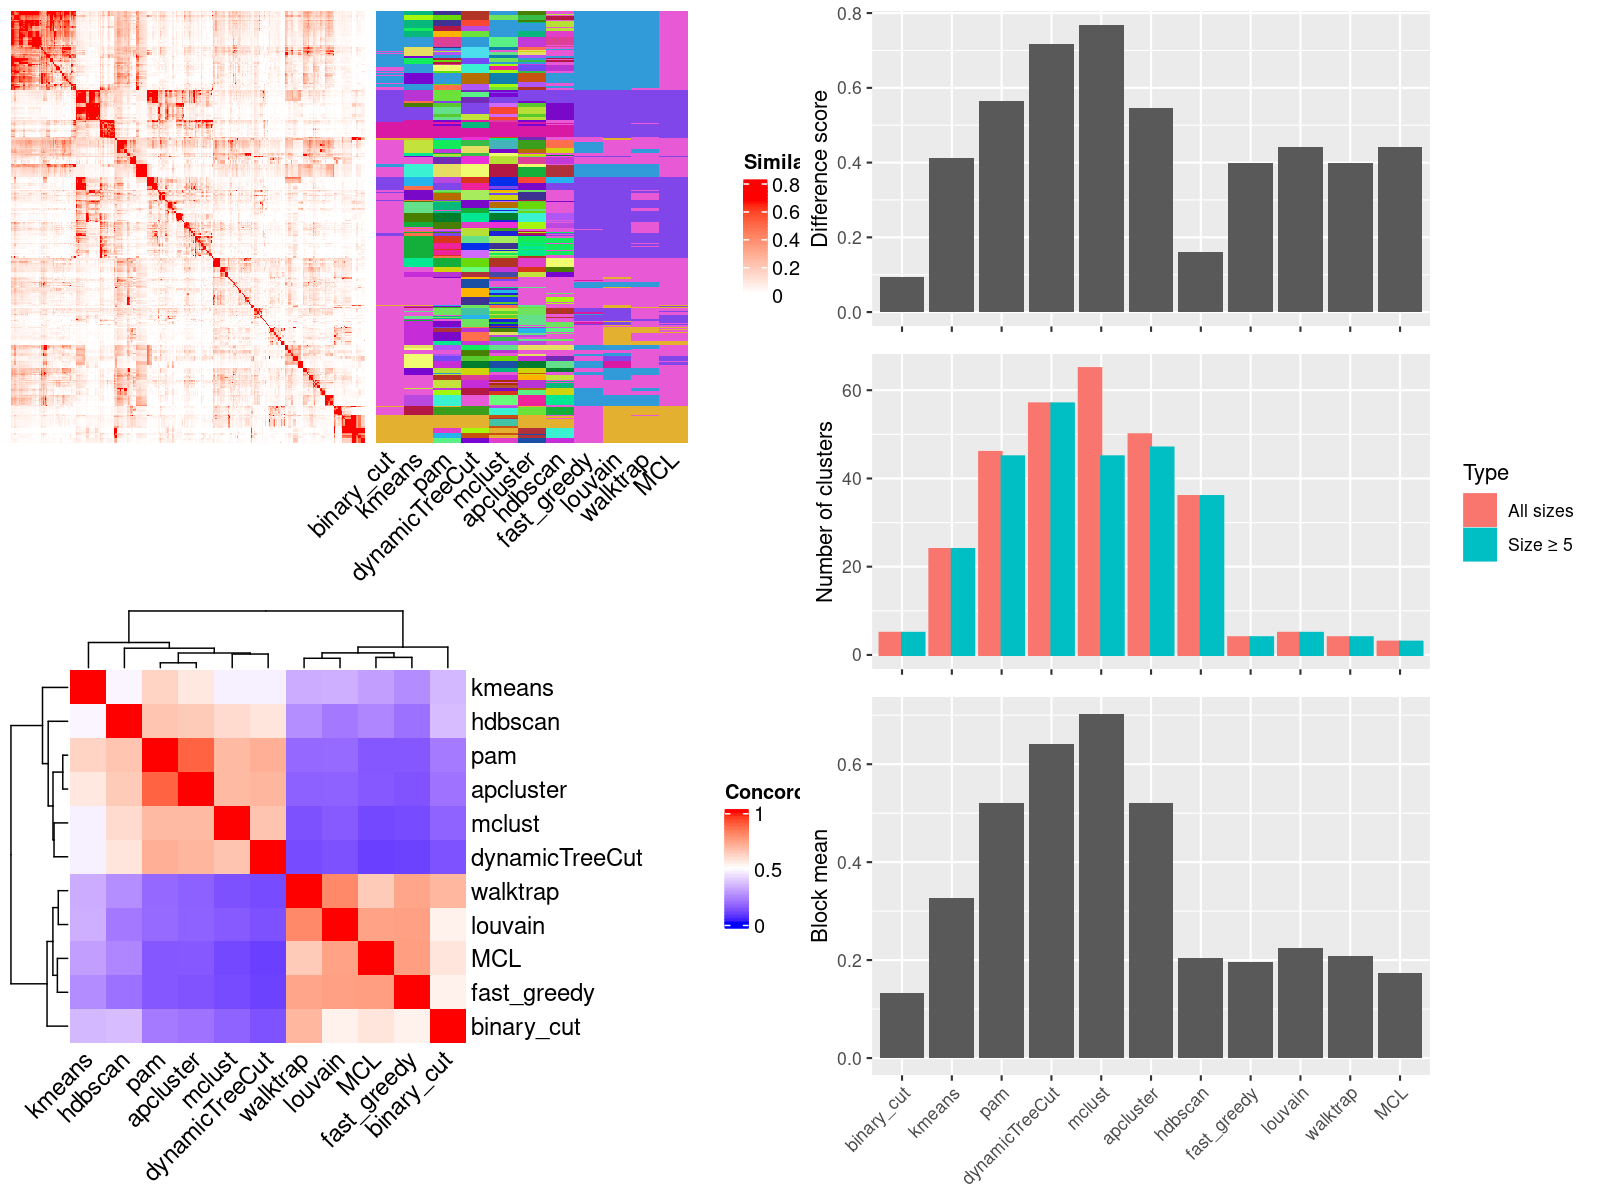 Simila
0.8
0.6
0.4
0.2
0
binary_cut
kmeans
pam
dynamicTreeCut
mclust
apcluster
hdbscan
fast_greedy
louvain
walktrap
MCL
kmeans
hdbscan
pam
apcluster
mclust
dynamicTreeCut
walktrap
louvain
MCL
fast_greedy
binary_cut
kmeans
hdbscan
pam
apcluster
mclust
dynamicTreeCut
walktrap
louvain
MCL
fast_greedy
binary_cut
Concord
1
0.5
0
Difference score
0.8
0.6
0.4
0.2
0.0
Number of clusters
60
40
20
0
Type
All sizes
Size ≥ 5
Block mean
0.6
0.4
0.2
0.0
binary_cut
kmeans
pam
dynamicTreeCut
mclust
apcluster
hdbscan
fast_greedy
louvain
walktrap
MCL